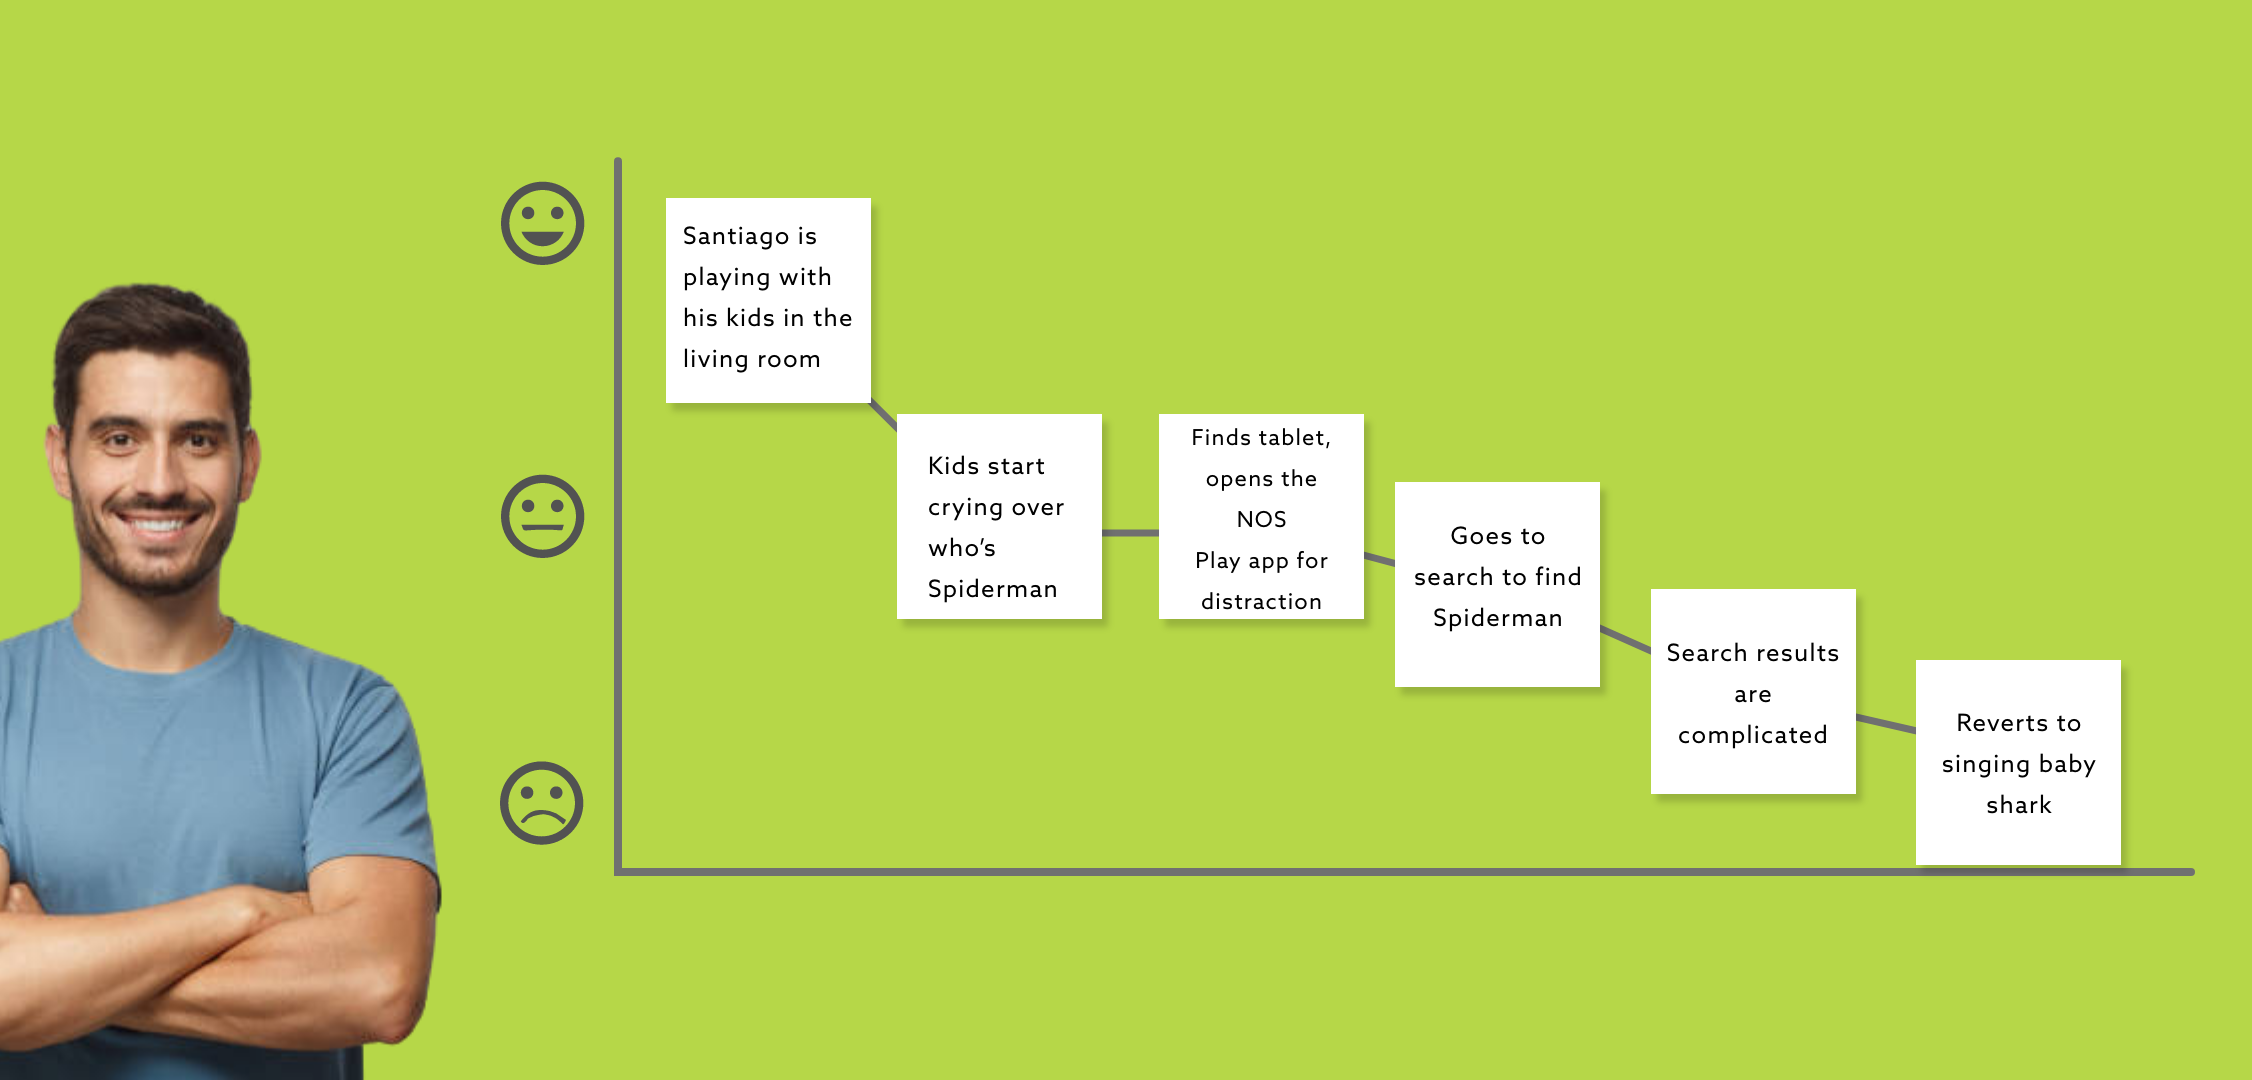 Santiago is
playing with
his kids in the
living room
Kids start
crying over
who's
Spiderman
Finds tablet,
opens the
NOS
Play app for
distraction
Goes to
search to find
Spiderman
Search results
are
complicated
Reverts to
singing baby
shark